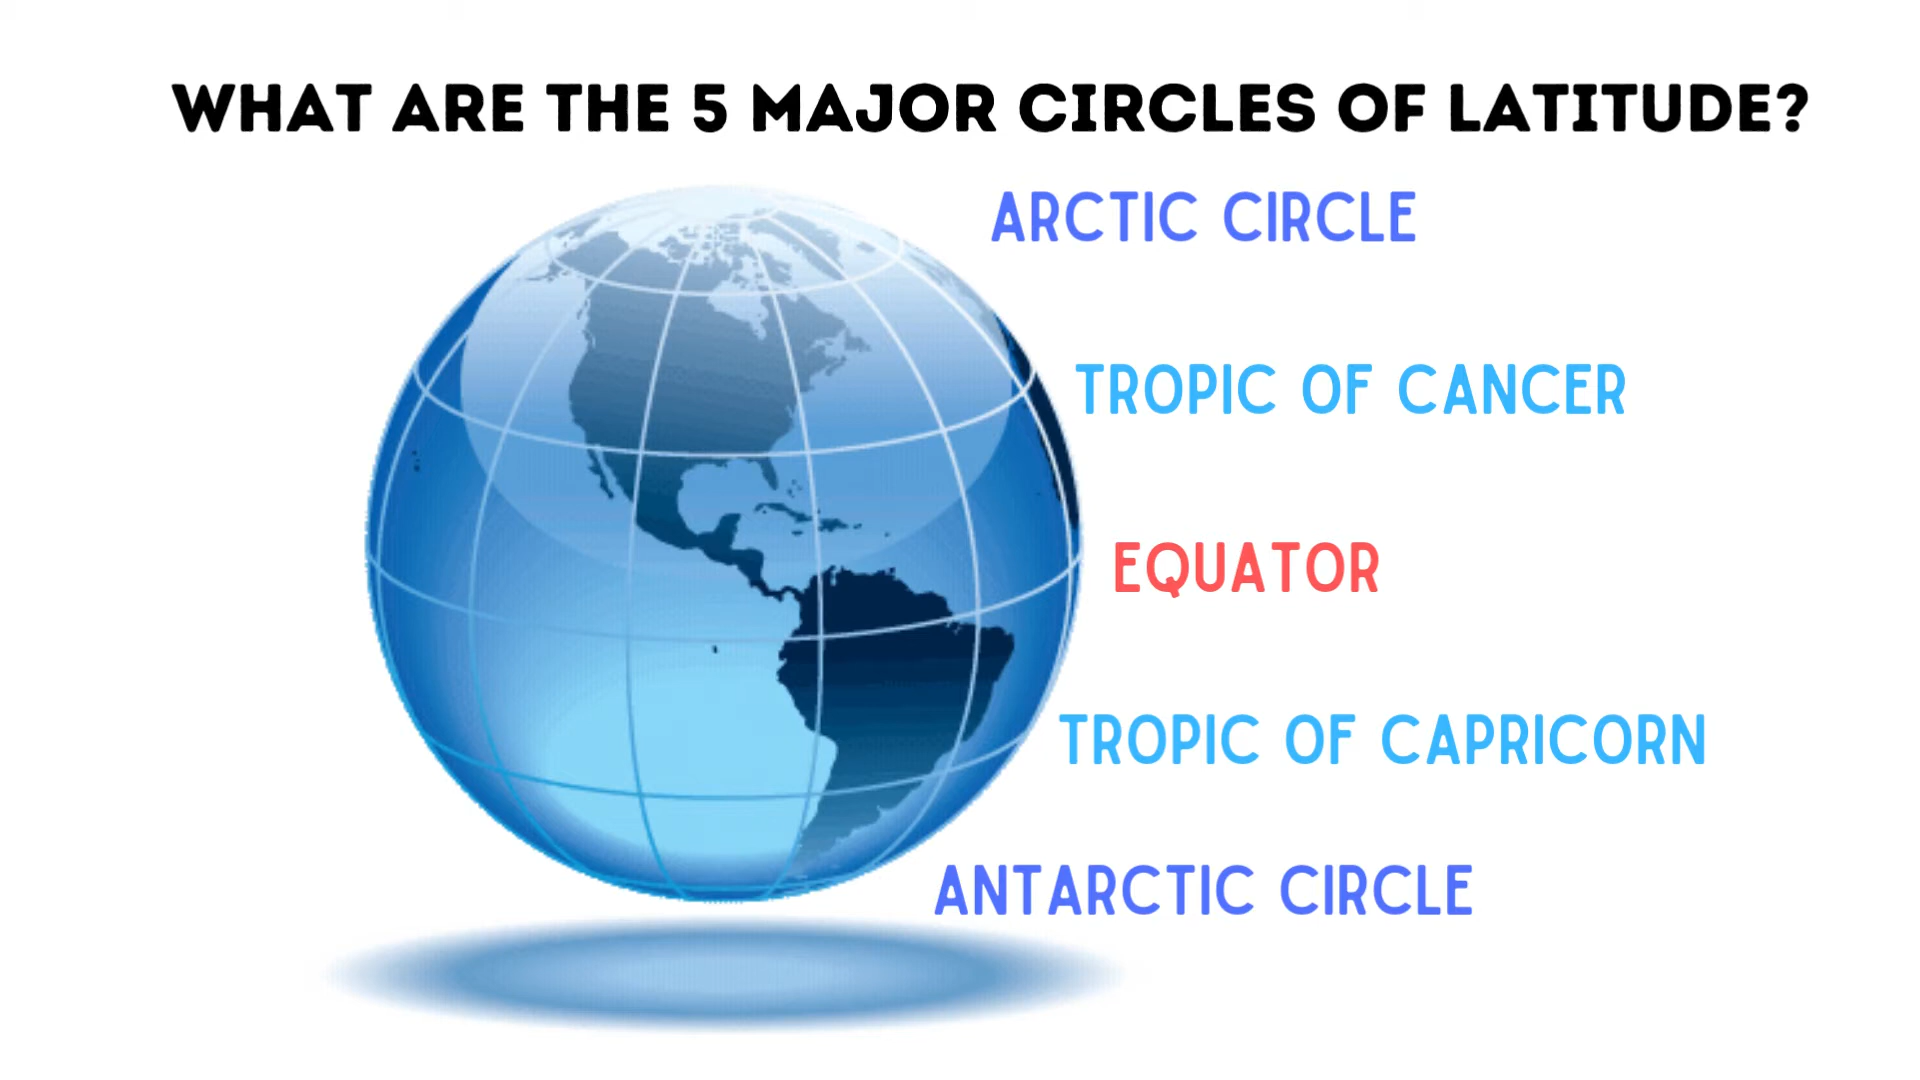 WHAT ARE THE 5 MAJOR CIRCLES OF LATITUDE?
ARCTIC CIRCLE
TROPIC OF CANCER
EQUATOR
TROPIC OF CAPRICORN
ANTARCTIC CIRCLE